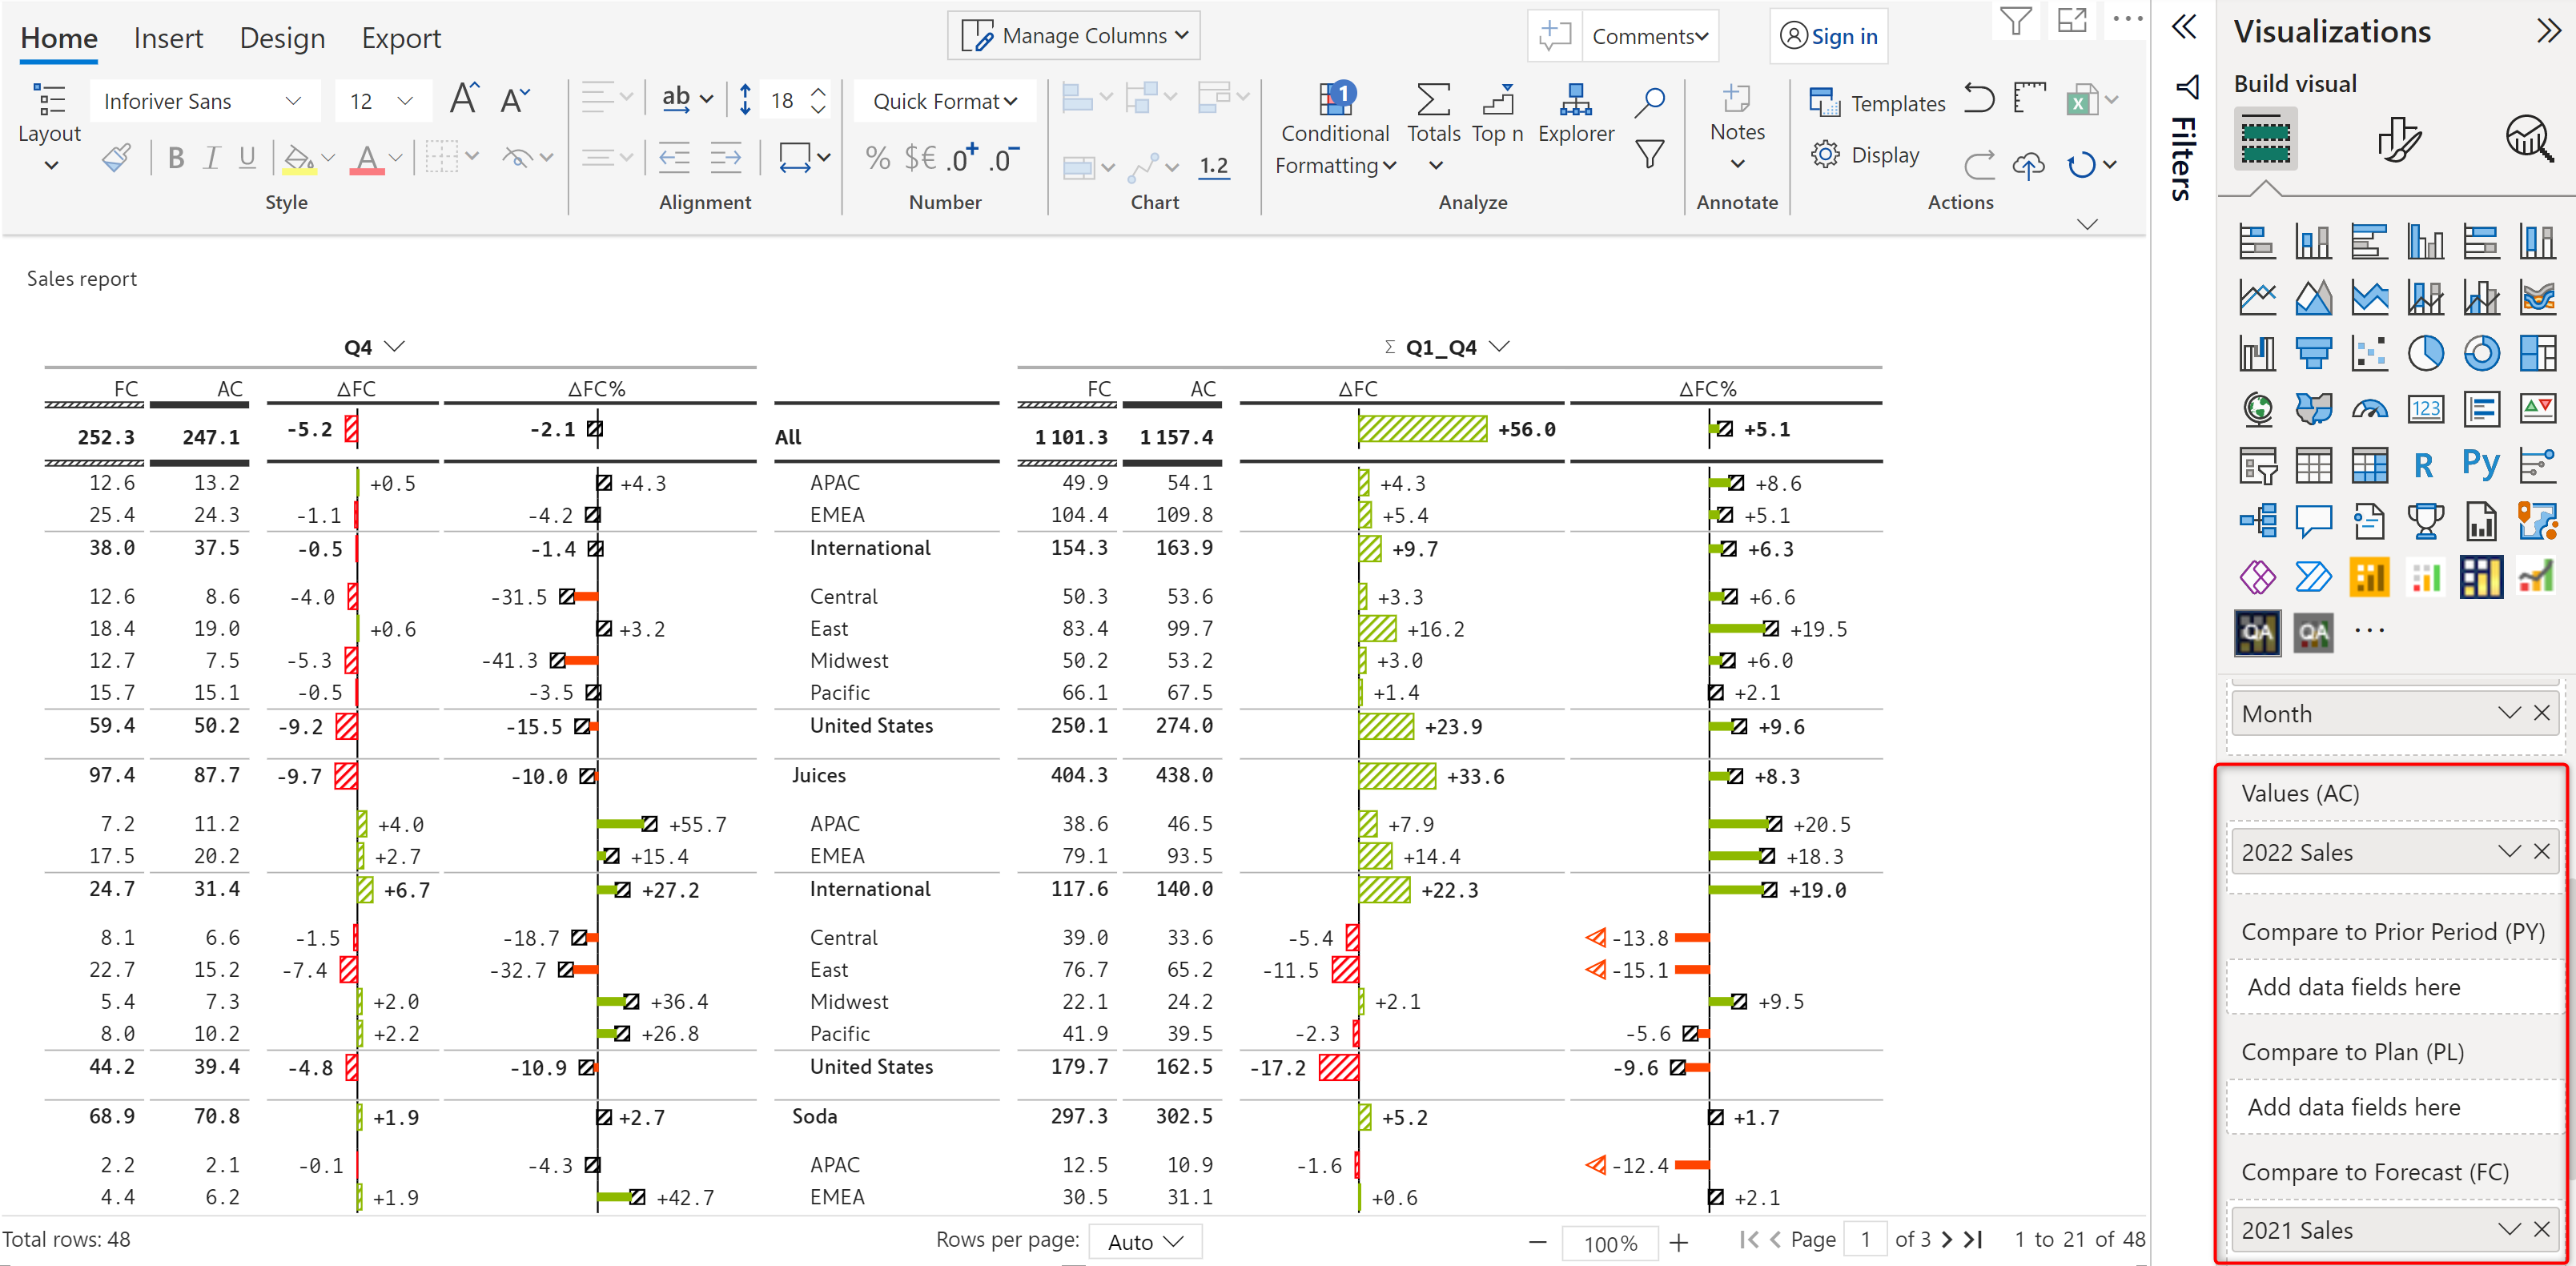 Home Insert Design Export Manage Columns Comments Sign in
Inforiver Sans 12 A A ab 18 Quick Format
Layout B I U A % $€ .0+ .0- 1.2
Conditional Formatting 1 Totals Top n Explorer Notes Templates Display
Style Alignment Number Chart Analyze Annotate Actions
Sales report
Q4 Σ Q1_Q4
FC AC ΔFC ΔFC% FC AC ΔFC ΔFC%
252.3 247.1 -5.2 -2.1 All 1 101.3 1 157.4 +56.0 +5.1
12.6 13.2 +0.5 +4.3 APAC 49.9 54.1 +4.3 +8.6
25.4 24.3 -1.1 -4.2 EMEA 104.4 109.8 +5.4 +5.1
38.0 37.5 -0.5 -1.4 International 154.3 163.9 +9.7 +6.3
12.6 8.6 -4.0 -31.5 Central 50.3 53.6 +3.3 +6.6
18.4 19.0 +0.6 +3.2 East 83.4 99.7 +16.2 +19.5
12.7 7.5 -5.3 -41.3 Midwest 50.2 53.2 +3.0 +6.0
15.7 15.1 -0.5 -3.5 Pacific 66.1 67.5 +1.4 +2.1
59.4 50.2 -9.2 -15.5 United States 250.1 274.0 +23.9 +9.6
97.4 87.7 -9.7 -10.0 Juices 404.3 438.0 +33.6 +8.3
7.2 11.2 +4.0 +55.7 APAC 38.6 46.5 +7.9 +20.5
17.5 20.2 +2.7 +15.4 EMEA 79.1 93.5 +14.4 +18.3
24.7 31.4 +6.7 +27.2 International 117.6 140.0 +22.3 +19.0
8.1 6.6 -1.5 -18.7 Central 39.0 33.6 -5.4 -13.8
22.7 15.2 -7.4 -32.7 East 76.7 65.2 -11.5 -15.1
5.4 7.3 +2.0 +36.4 Midwest 22.1 24.2 +2.1 +9.5
8.0 10.2 +2.2 +26.8 Pacific 41.9 39.5 -2.3 -5.6
44.2 39.4 -4.8 -10.9 United States 179.7 162.5 -17.2 -9.6
68.9 70.8 +1.9 +2.7 Soda 297.3 302.5 +5.2 +1.7
2.2 2.1 -0.1 -4.3 APAC 12.5 10.9 -1.6 -12.4
4.4 6.2 +1.9 +42.7 EMEA 30.5 31.1 +0.6 +2.1
Total rows: 48 Rows per page: Auto 100% Page 1 of 3 1 to 21 of 48
Filters
Visualizations
Build visual
123
R Py
QA QA
Month
Values (AC)
2022 Sales
Compare to Prior Period (PY)
Add data fields here
Compare to Plan (PL)
Add data fields here
Compare to Forecast (FC)
2021 Sales